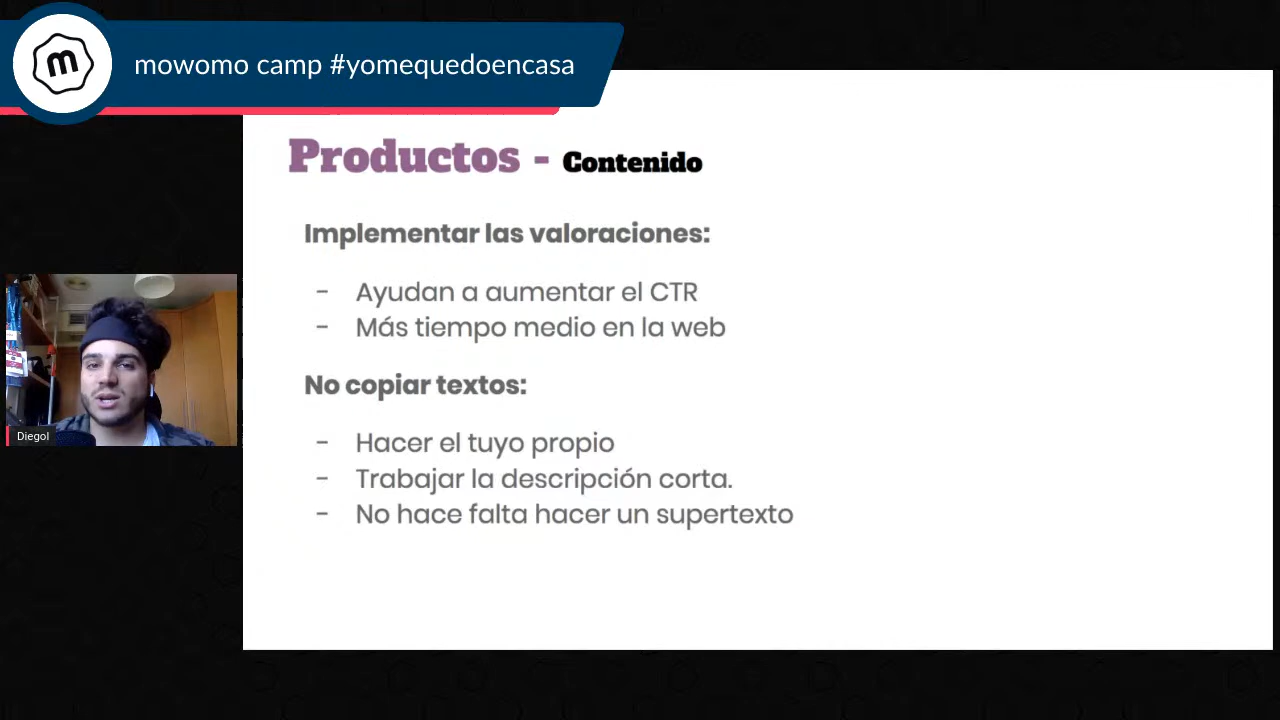 m
mowomo camp #yomequedoencasa
Productos - Contenido
Implementar las valoraciones:
- Ayudan a aumentar el CTR
- Más tiempo medio en la web
No copiar textos:
- Hacer el tuyo propio
- Trabajar la descripción corta.
- No hace falta hacer un supertexto
Diegol